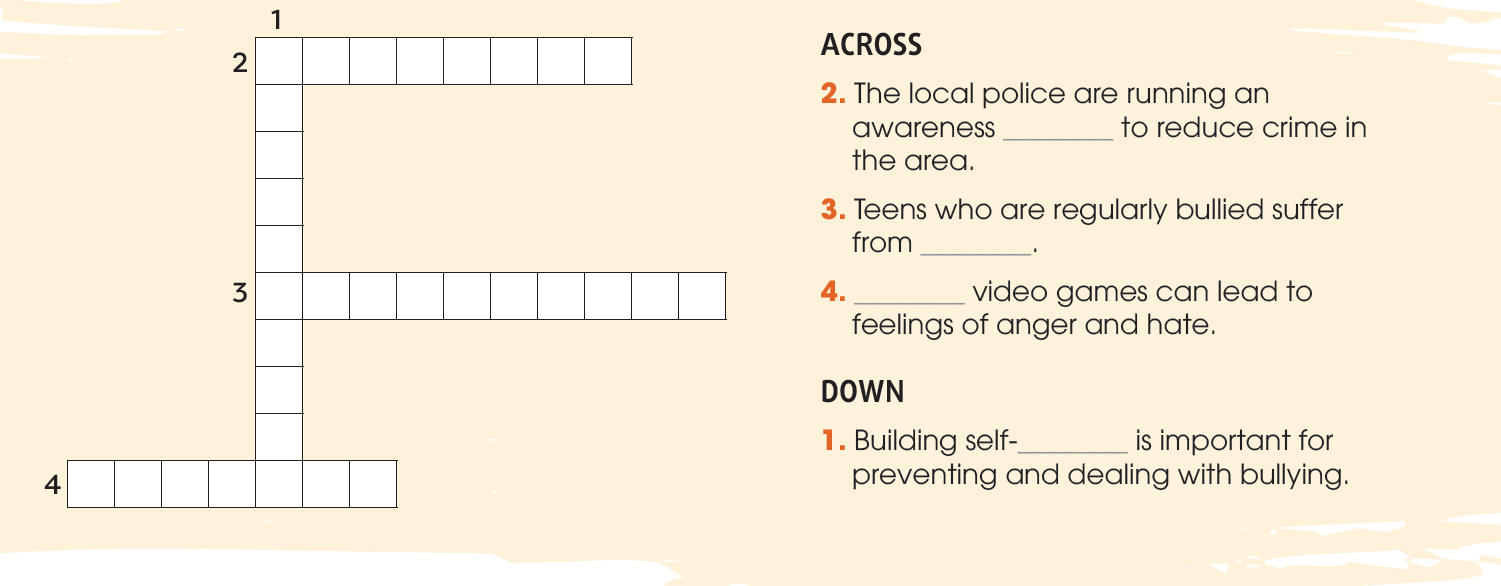 1
2
3
4
ACROSS
2. The local police are running an
awareness ________ to reduce crime in
the area.
3. Teens who are regularly bullied suffer
from ________.
4. ________ video games can lead to
feelings of anger and hate.
DOWN
1. Building self-________ is important for
preventing and dealing with bullying.